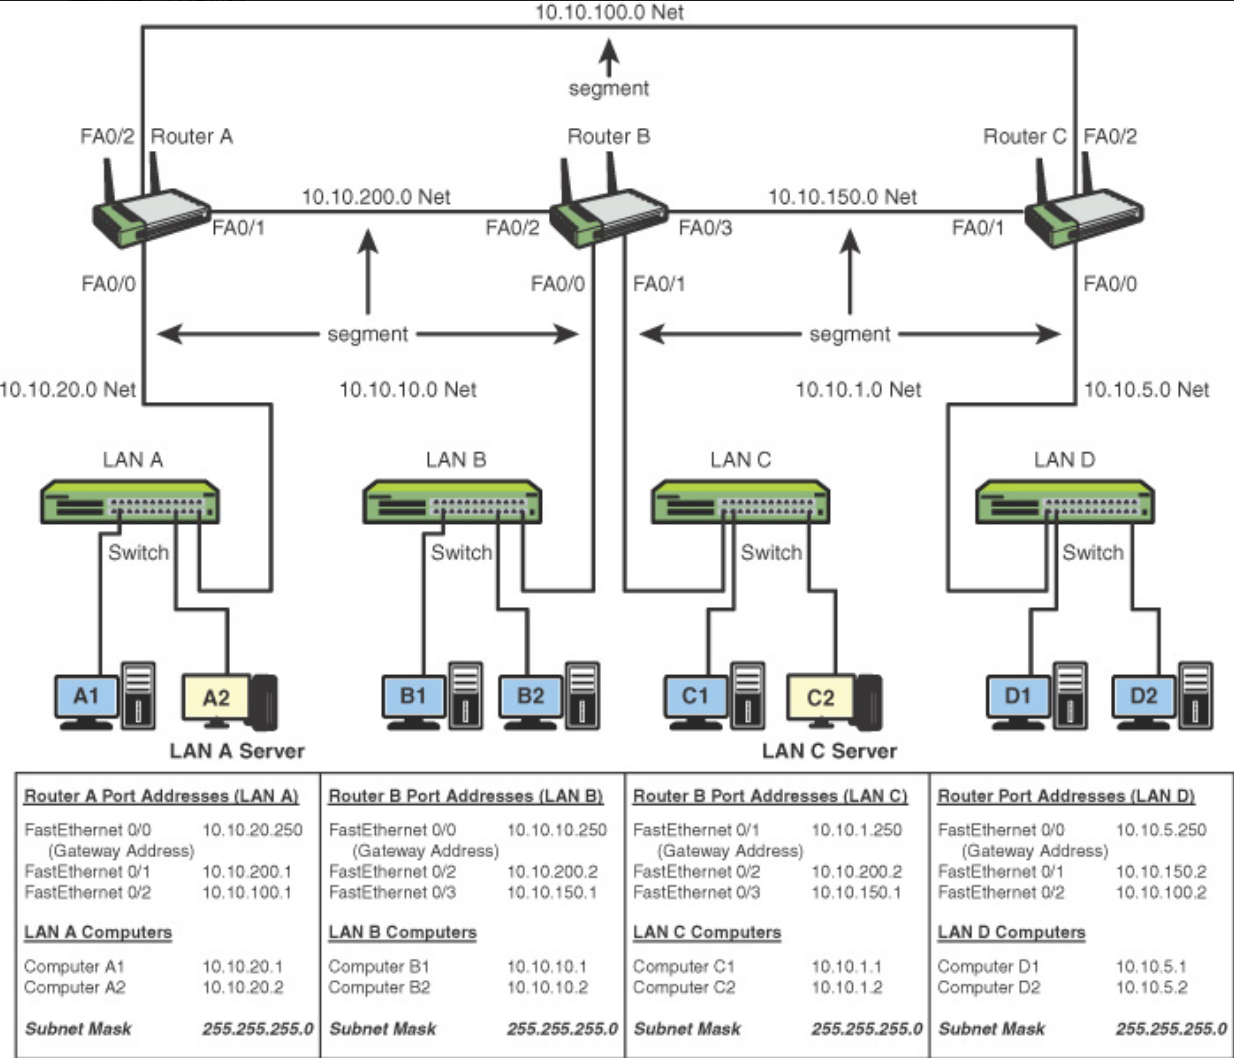 10.10.100.0 Net
segment
FA0/2 Router A
Router B
Router C FA0/2
10.10.200.0 Net
10.10.150.0 Net
FA0/1
FA0/2
FA0/3
FA0/1
FA0/0
FA0/0
FA0/1
FA0/0
segment
segment
10.10.20.0 Net
10.10.10.0 Net
10.10.1.0 Net
10.10.5.0 Net
LAN A
LAN B
LAN C
LAN D
Switch
Switch
Switch
Switch
A1
A2
B1
B2
C1
C2
D1
D2
LAN A Server
LAN C Server
Router A Port Addresses (LAN A)
FastEthernet 0/0 10.10.20.250
(Gateway Address)
FastEthernet 0/1 10.10.200.1
FastEthernet 0/2 10.10.100.1
LAN A Computers
Computer A1 10.10.20.1
Computer A2 10.10.20.2
Subnet Mask 255.255.255.0
Router B Port Addresses (LAN B)
FastEthernet 0/0 10.10.10.250
(Gateway Address)
FastEthernet 0/2 10.10.200.2
FastEthernet 0/3 10.10.150.1
LAN B Computers
Computer B1 10.10.10.1
Computer B2 10.10.10.2
Subnet Mask 255.255.255.0
Router B Port Addresses (LAN C)
FastEthernet 0/1 10.10.1.250
(Gateway Address)
FastEthernet 0/2 10.10.200.2
FastEthernet 0/3 10.10.150.1
LAN C Computers
Computer C1 10.10.1.1
Computer C2 10.10.1.2
Subnet Mask 255.255.255.0
Router Port Addresses (LAN D)
FastEthernet 0/0 10.10.5.250
(Gateway Address)
FastEthernet 0/1 10.10.150.2
FastEthernet 0/2 10.10.100.2
LAN D Computers
Computer D1 10.10.5.1
Computer D2 10.10.5.2
Subnet Mask 255.255.255.0